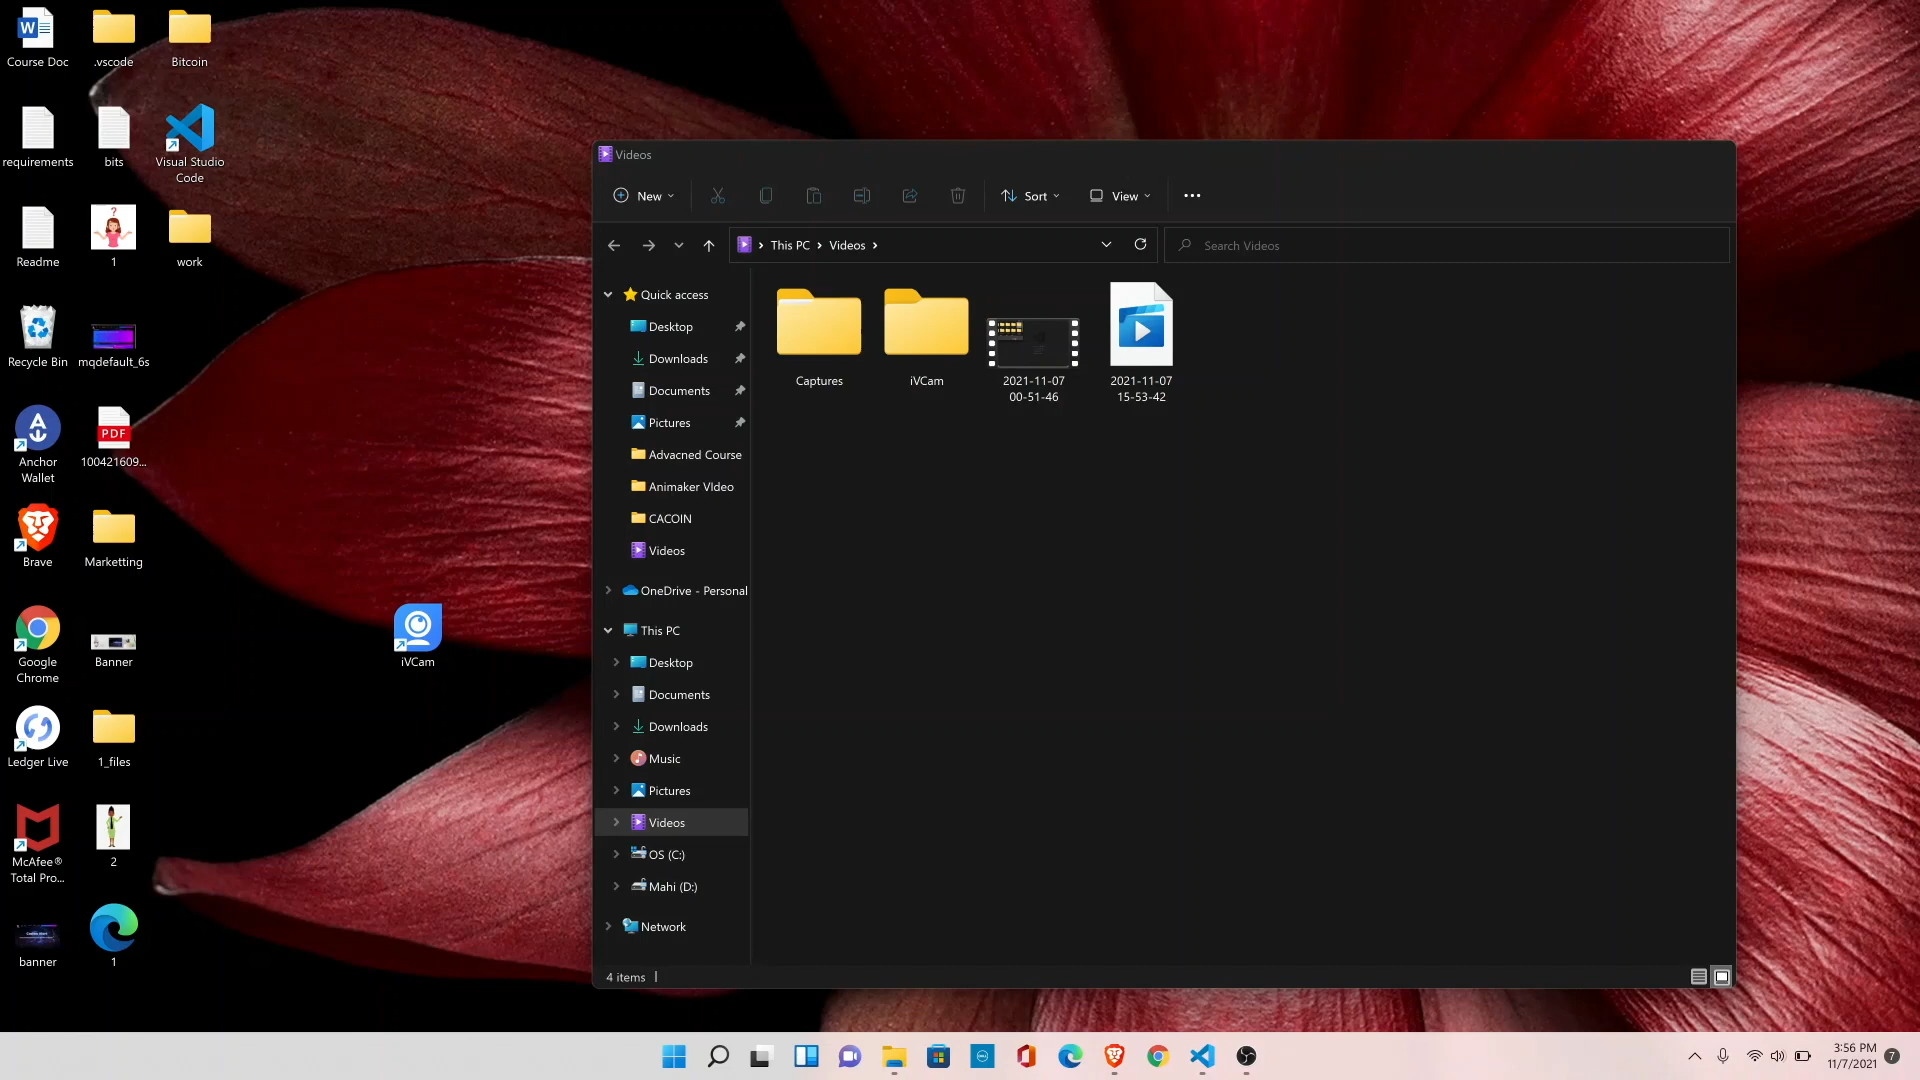 Course Doc
.vscode
Bitcoin
requirements
bits
Visual Studio
Code
Readme
1
work
Recycle Bin
mqdefault_6s
Anchor
Wallet
PDF
100421609...
Brave
Marketting
Google
Chrome
Banner
iVCam
Ledger Live
1_files
McAfee®
Total Pro...
2
banner
1
Videos
New
Sort
View
This PC
Videos
Search Videos
Quick access
Desktop
Downloads
Documents
Pictures
Advacned Course
Animaker VIdeo
CACOIN
Videos
OneDrive - Personal
This PC
Desktop
Documents
Downloads
Music
Pictures
Videos
OS (C:)
Mahi (D:)
Network
Captures
iVCam
2021-11-07
00-51-46
2021-11-07
15-53-42
4 items
3:56 PM
11/7/2021
7